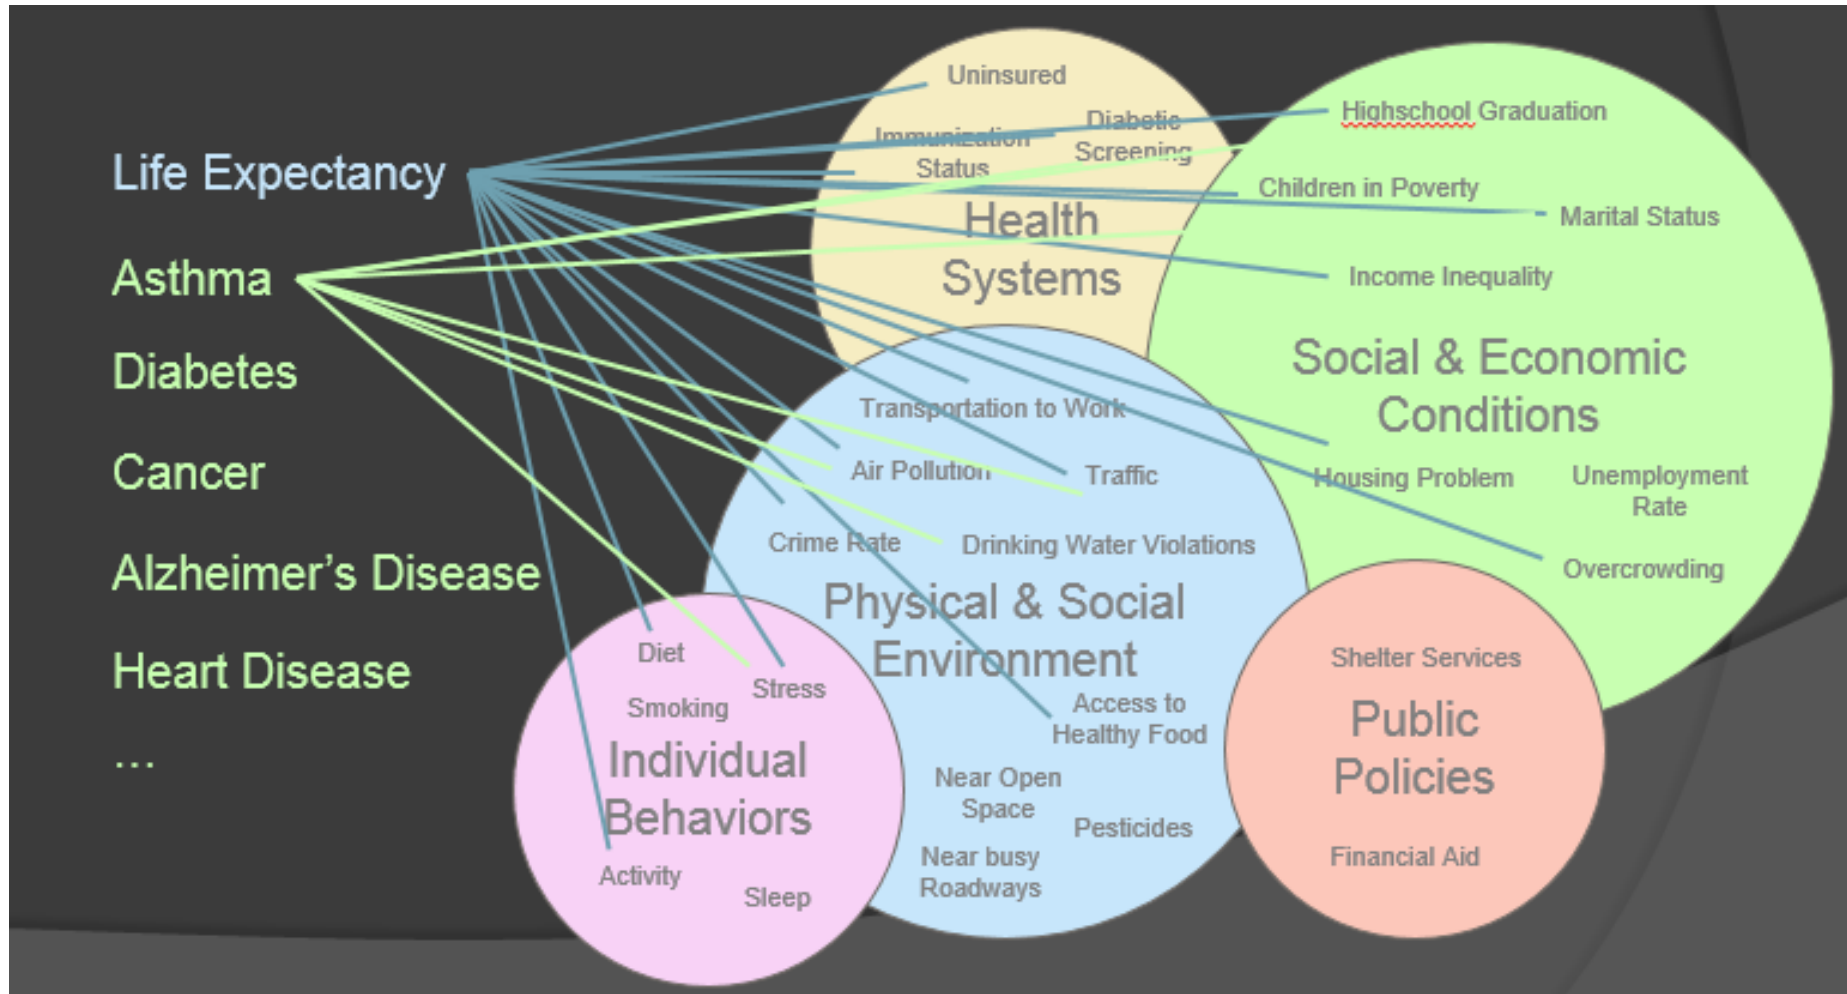 Life Expectancy
Asthma
Diabetes
Cancer
Alzheimer's Disease
Heart Disease
...
Uninsured
Immunization
Status
Diabetic
Screening
Health
Systems
Highschool Graduation
Children in Poverty
Marital Status
Income Inequality
Social & Economic
Conditions
Housing Problem
Unemployment
Rate
Overcrowding
Transportation to Work
Air Pollution
Traffic
Crime Rate
Drinking Water Violations
Physical & Social
Environment
Access to
Healthy Food
Near Open
Space
Pesticides
Near busy
Roadways
Diet
Stress
Smoking
Individual
Behaviors
Activity
Sleep
Shelter Services
Public
Policies
Financial Aid